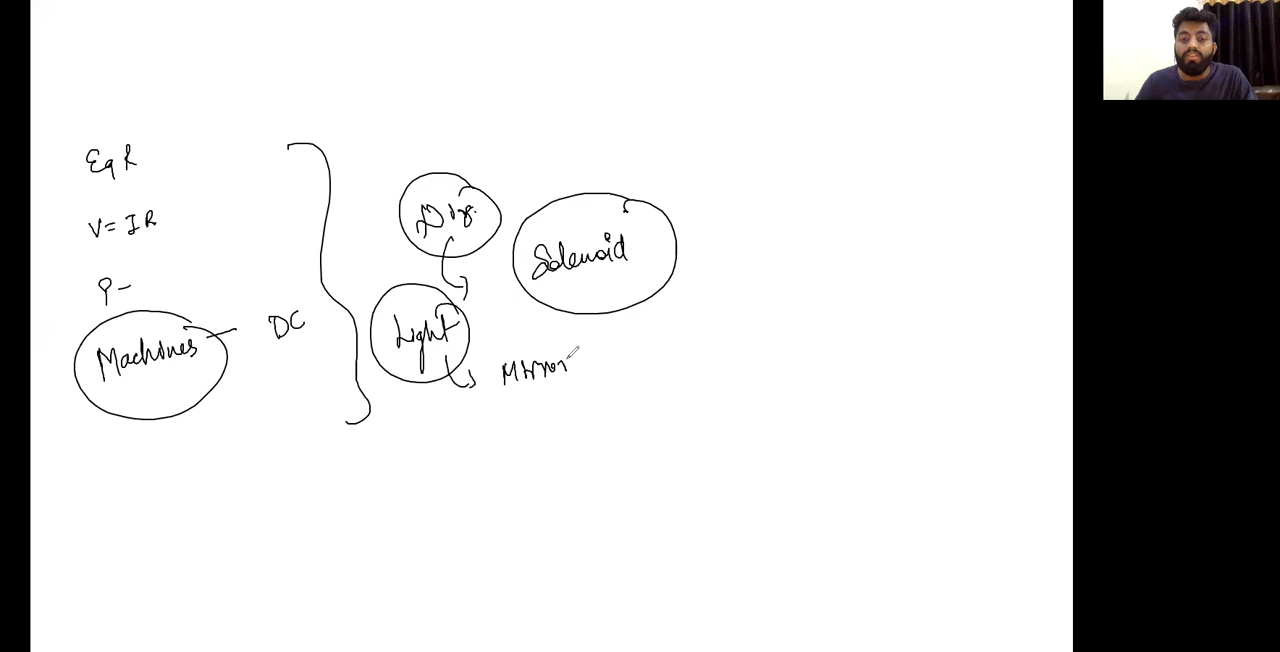 Eq R
V = IR
P -
Machines - DC
Solenoid
Light
Mirror